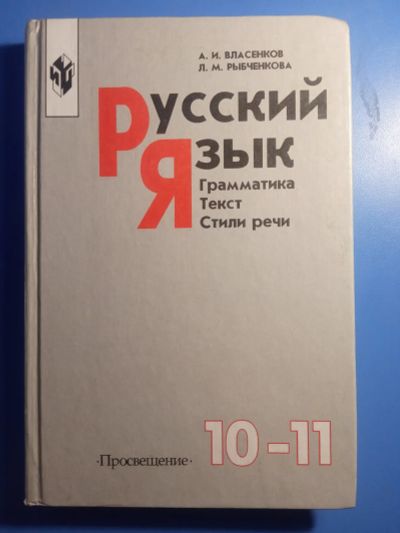 А. И. ВЛАСЕНКОВ
Л. М. РЫБЧЕНКОВА
РУССКИЙ
ЯЗЫК
Грамматика
Текст
Стили речи
·Просвещение·
10-11